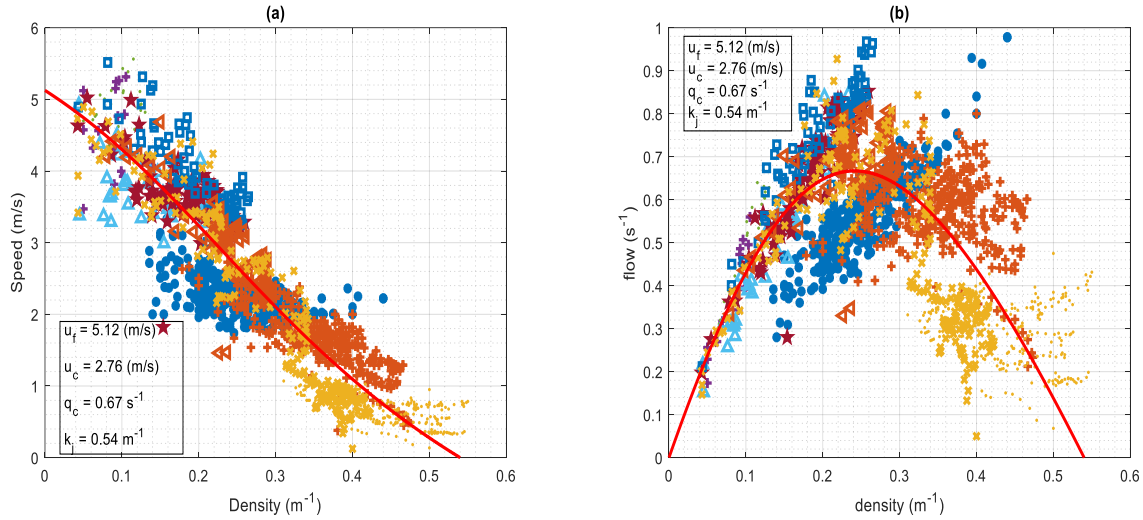 (a)
6
5
4
3
2
1
0
Speed (m/s)
u_f = 5.12 (m/s)
u_c = 2.76 (m/s)
q_c = 0.67 s^-1
k_j = 0.54 m^-1
0 0.1 0.2 0.3 0.4 0.5 0.6
Density (m^-1)
(b)
1
0.9
0.8
0.7
0.6
0.5
0.4
0.3
0.2
0.1
0
flow (s^-1)
u_f = 5.12 (m/s)
u_c = 2.76 (m/s)
q_c = 0.67 s^-1
k_j = 0.54 m^-1
0 0.1 0.2 0.3 0.4 0.5 0.6
density (m^-1)